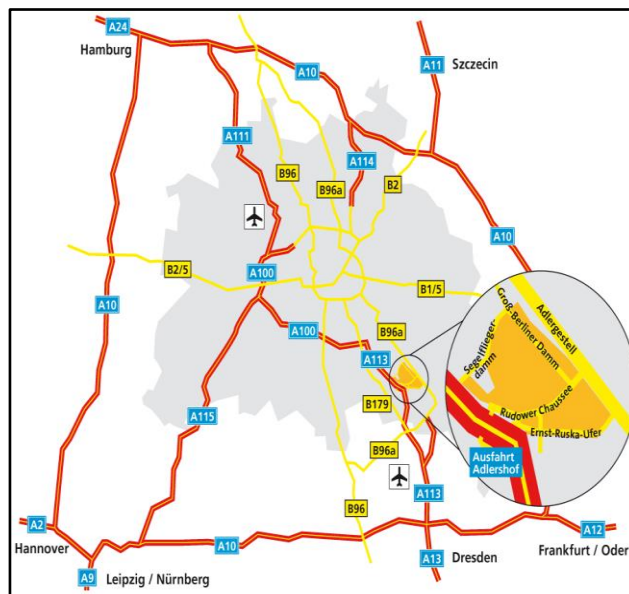 A24
Hamburg
A10
A11
Szczecin
A111
A114
B96
B96a
B2
A10
B2/5
A100
B1/5
A10
A100
B96a
A113
Adlergestell
Groß-Berliner Damm
Segelflieger-
damm
B179
Rudower Chaussee
Ernst-Ruska-Ufer
A115
B96a
Ausfahrt
Adlershof
A113
B96
A2
Hannover
A10
A12
Frankfurt / Oder
A9
Leipzig / Nürnberg
A13
Dresden